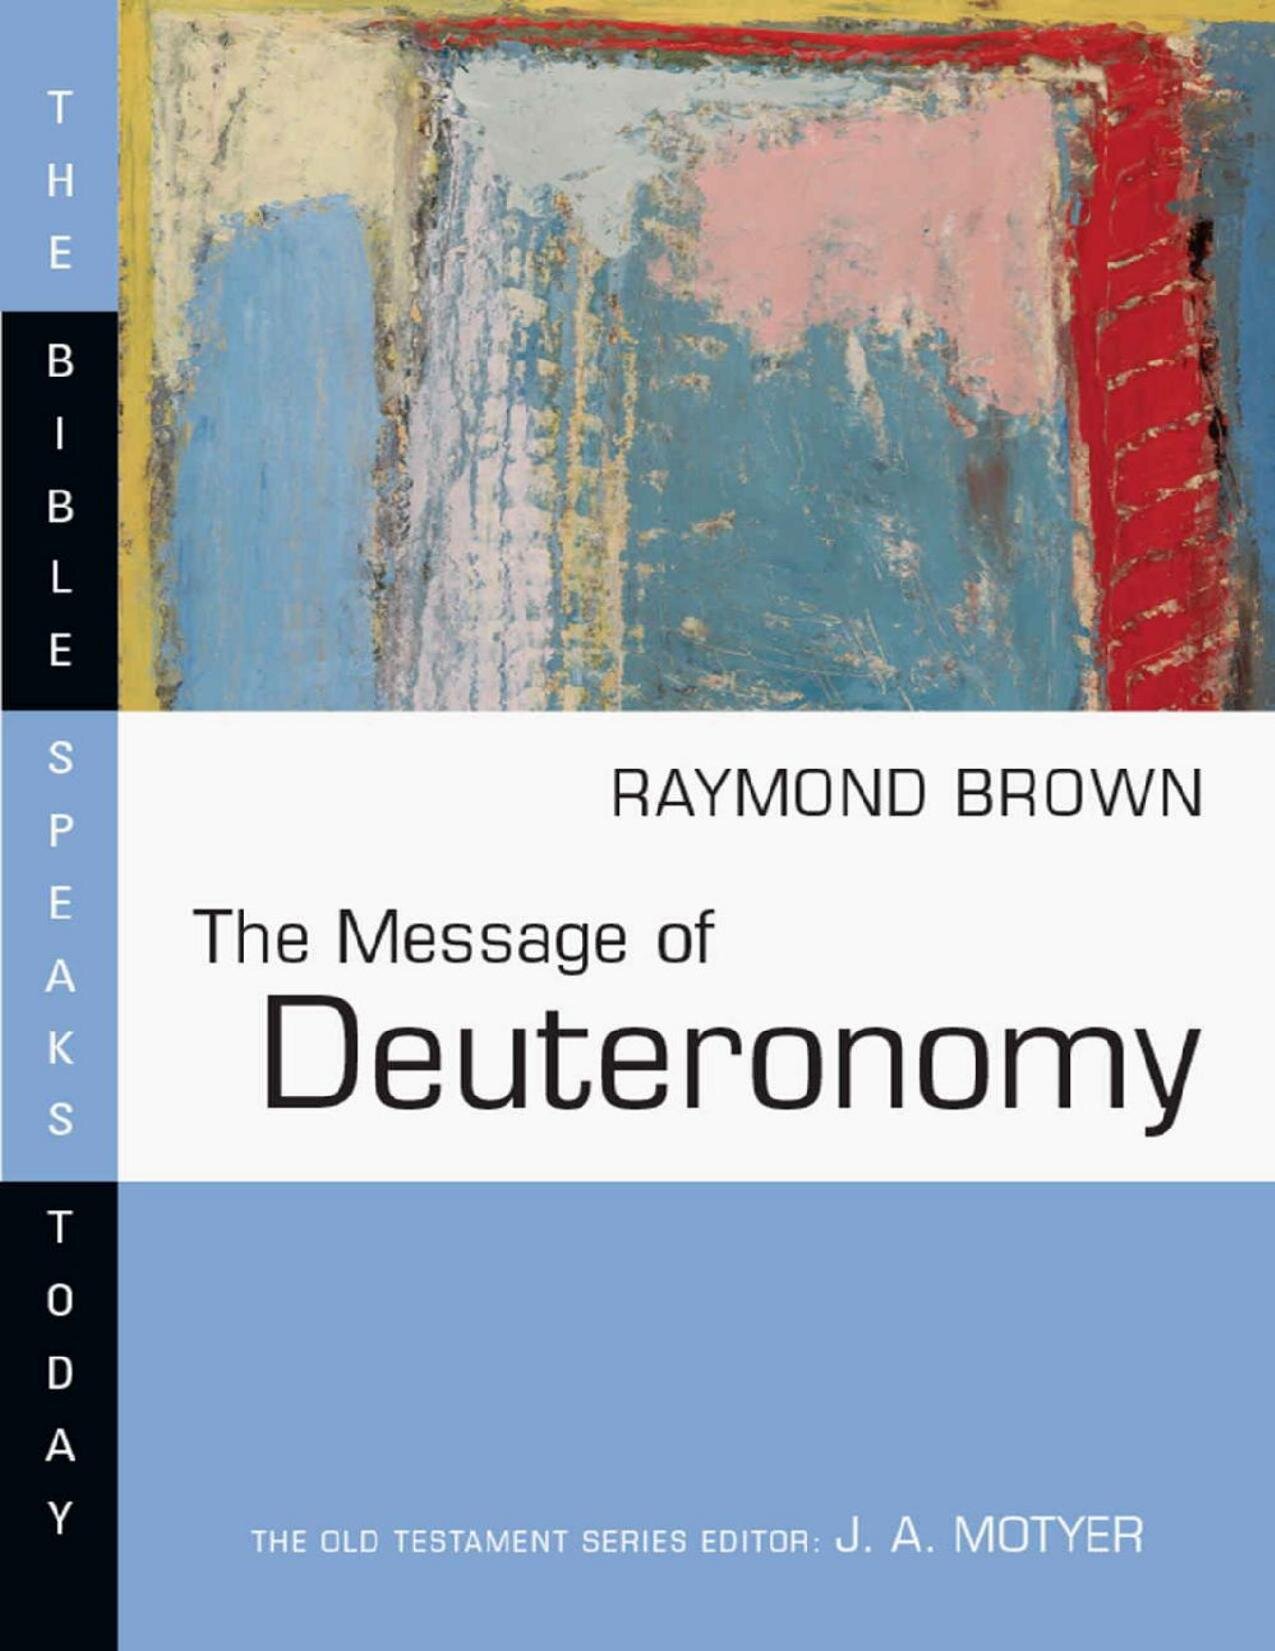 THE BIBLE SPEAKS TODAY
RAYMOND BROWN
The Message of
Deuteronomy
THE OLD TESTAMENT SERIES EDITOR: J. A. MOTYER